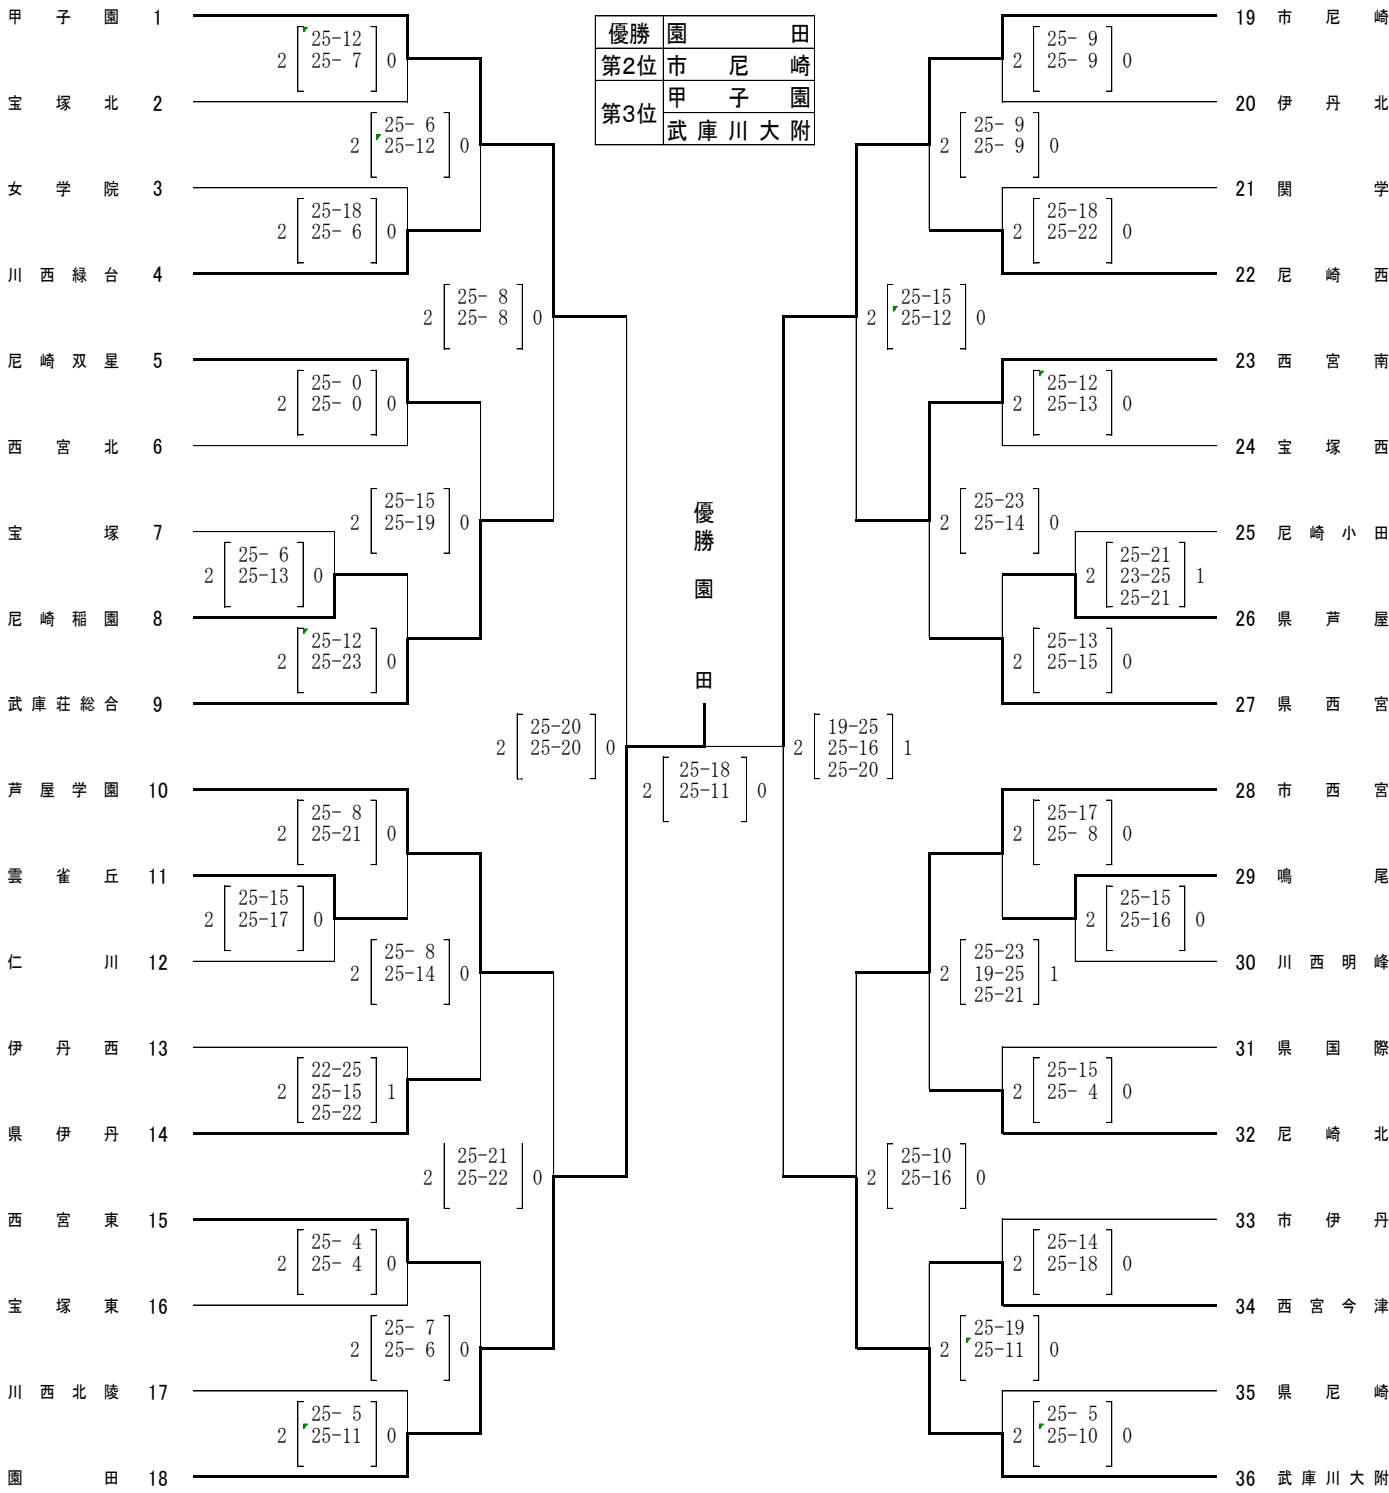 甲子園 1
2 25-12 0
25- 7
宝塚北 2
2 25- 6 0
25-12
女学院 3
2 25-18 0
25- 6
川西緑台 4
2 25- 8 0
25- 8
尼崎双星 5
2 25- 0 0
25- 0
西宮北 6
2 25-15 0
25-19
宝塚 7
2 25- 6 0
25-13
尼崎稲園 8
2 25-12 0
25-23
武庫荘総合 9
2 25-20 0
25-20
芦屋学園 10
2 25- 8 0
25-21
雲雀丘 11
2 25-15 0
25-17
仁川 12
2 25- 8 0
25-14
伊丹西 13
2 22-25 1
25-15
25-22
県伊丹 14
2 25-21 0
25-22
西宮東 15
2 25- 4 0
25- 4
宝塚東 16
2 25- 7 0
25- 6
川西北陵 17
2 25- 5 0
25-11
園田 18
優勝 園田
第2位 市尼崎
第3位 甲子園
武庫川大附
優勝 園田
2 25-18 0
25-11
19 市尼崎
2 25- 9 0
25- 9
20 伊丹北
2 25- 9 0
25- 9
21 関学
2 25-18 0
25-22
22 尼崎西
2 25-15 0
25-12
23 西宮南
2 25-12 0
25-13
24 宝塚西
2 25-23 0
25-14
25 尼崎小田
2 25-21 1
23-25
25-21
26 県芦屋
2 25-13 0
25-15
27 県西宮
2 19-25 1
25-16
25-20
28 市西宮
2 25-17 0
25- 8
29 鳴尾
2 25-15 0
25-16
30 川西明峰
2 25-23 1
19-25
25-21
31 県国際
2 25-15 0
25- 4
32 尼崎北
2 25-10 0
25-16
33 市伊丹
2 25-14 0
25-18
34 西宮今津
2 25-19 0
25-11
35 県尼崎
2 25- 5 0
25-10
36 武庫川大附